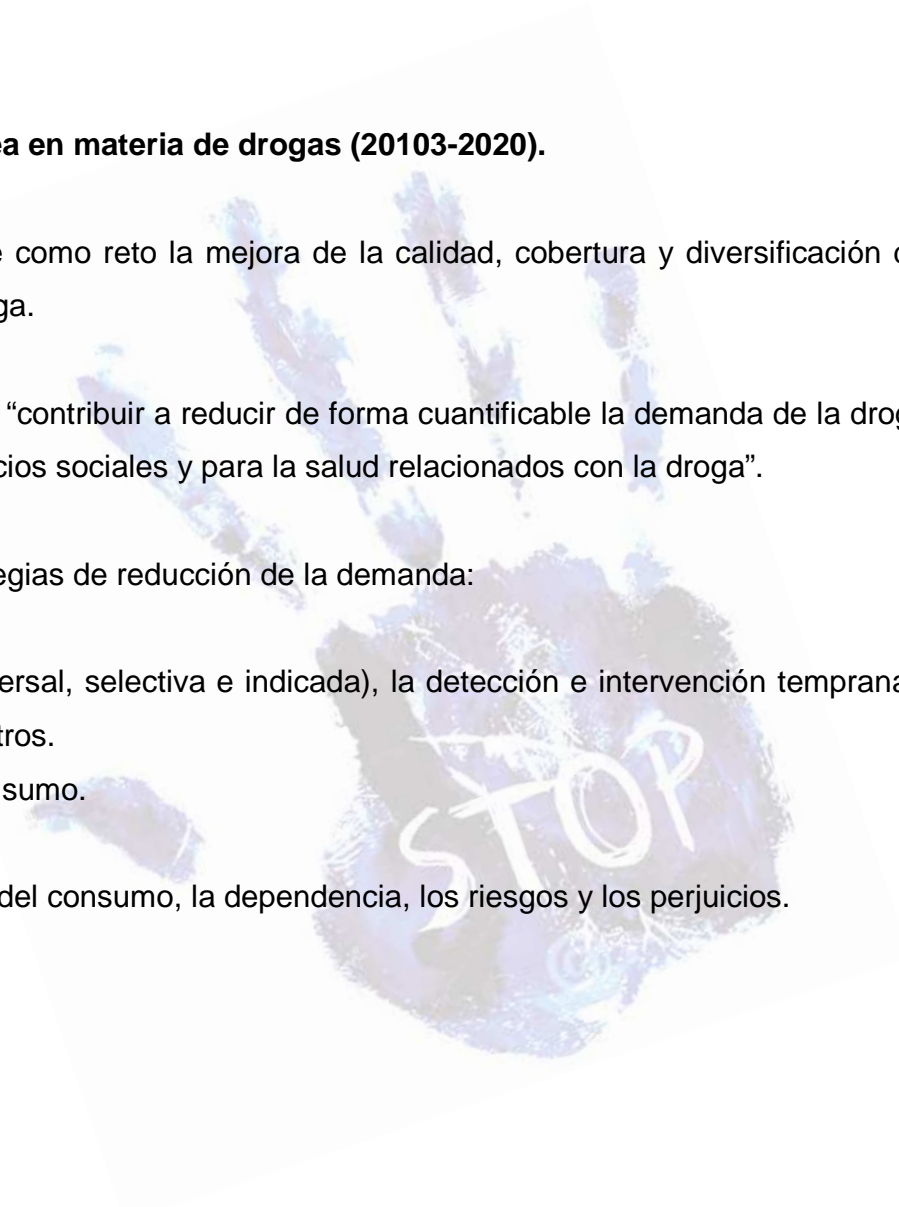 ea en materia de drogas (20103-2020).
e como reto la mejora de la calidad, cobertura y diversificación
ga.
“contribuir a reducir de forma cuantificable la demanda de la drog
cios sociales y para la salud relacionados con la droga”.
egias de reducción de la demanda:
ersal, selectiva e indicada), la detección e intervención temprana
tros.
sumo.
del consumo, la dependencia, los riesgos y los perjuicios.
STOP